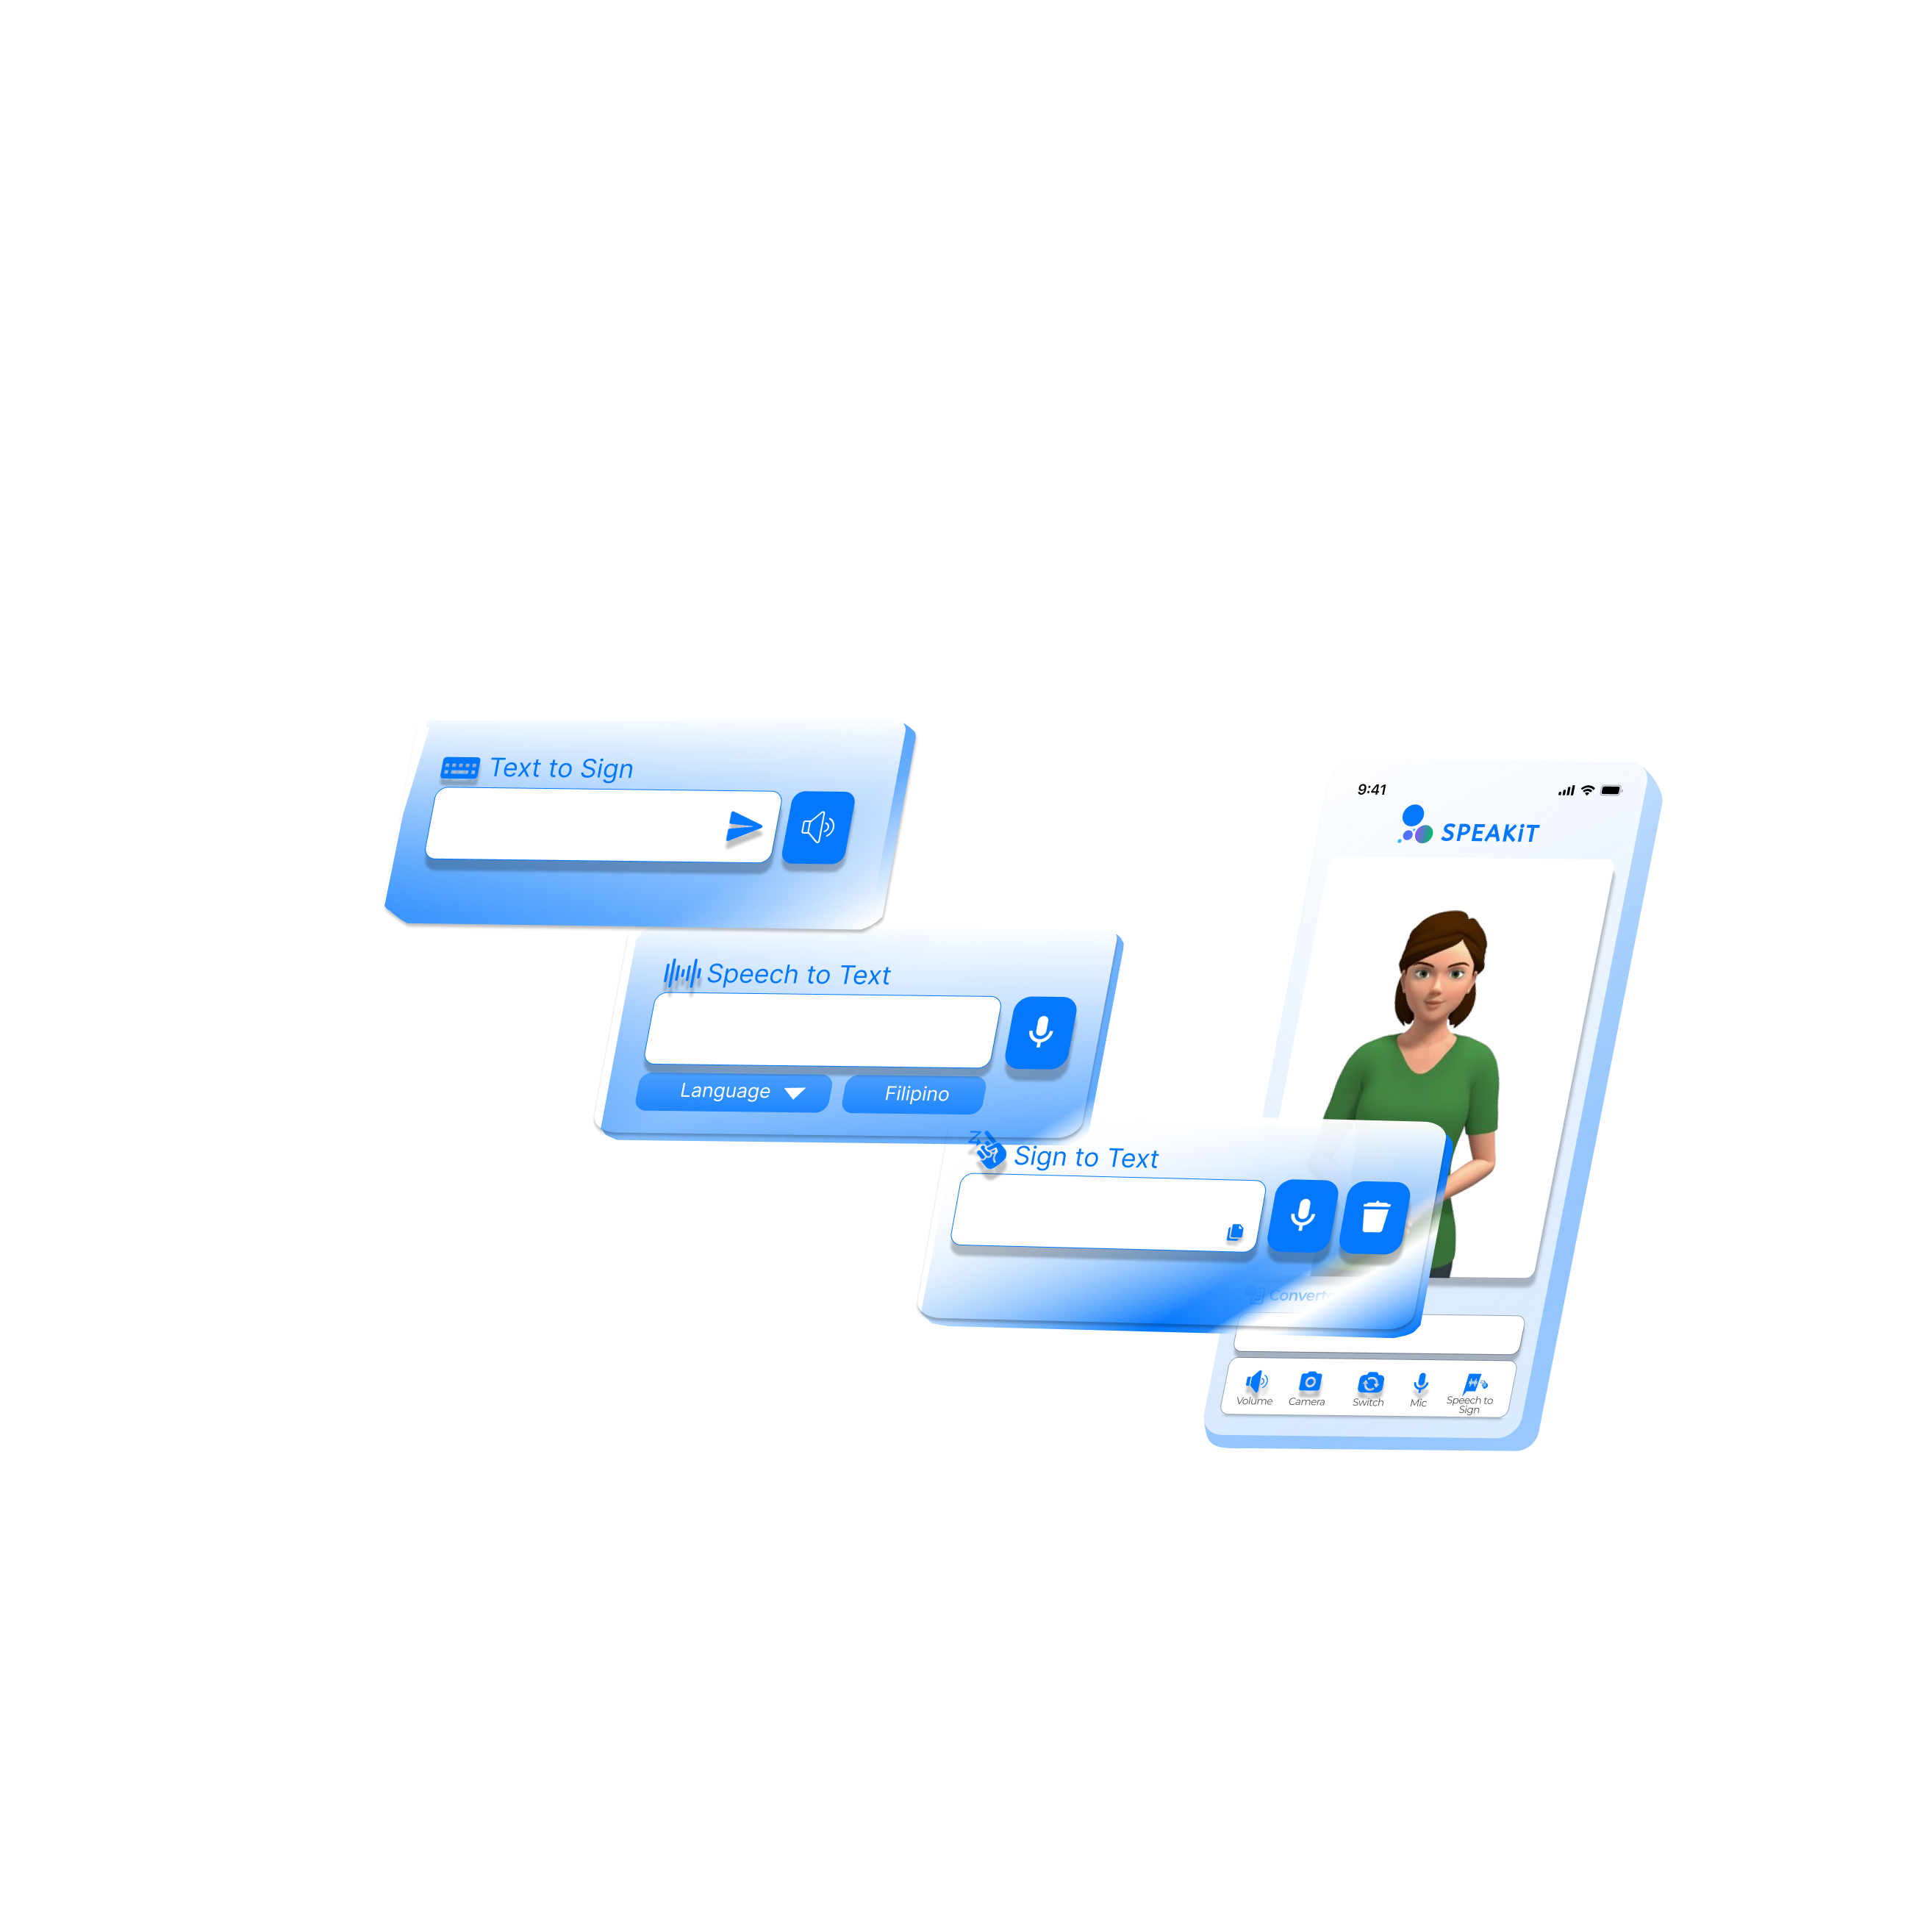 Text to Sign
Speech to Text
Language
Filipino
Sign to Text
9:41
SPEAKiT
Volume
Camera
Switch
Mic
Speech to
Sign